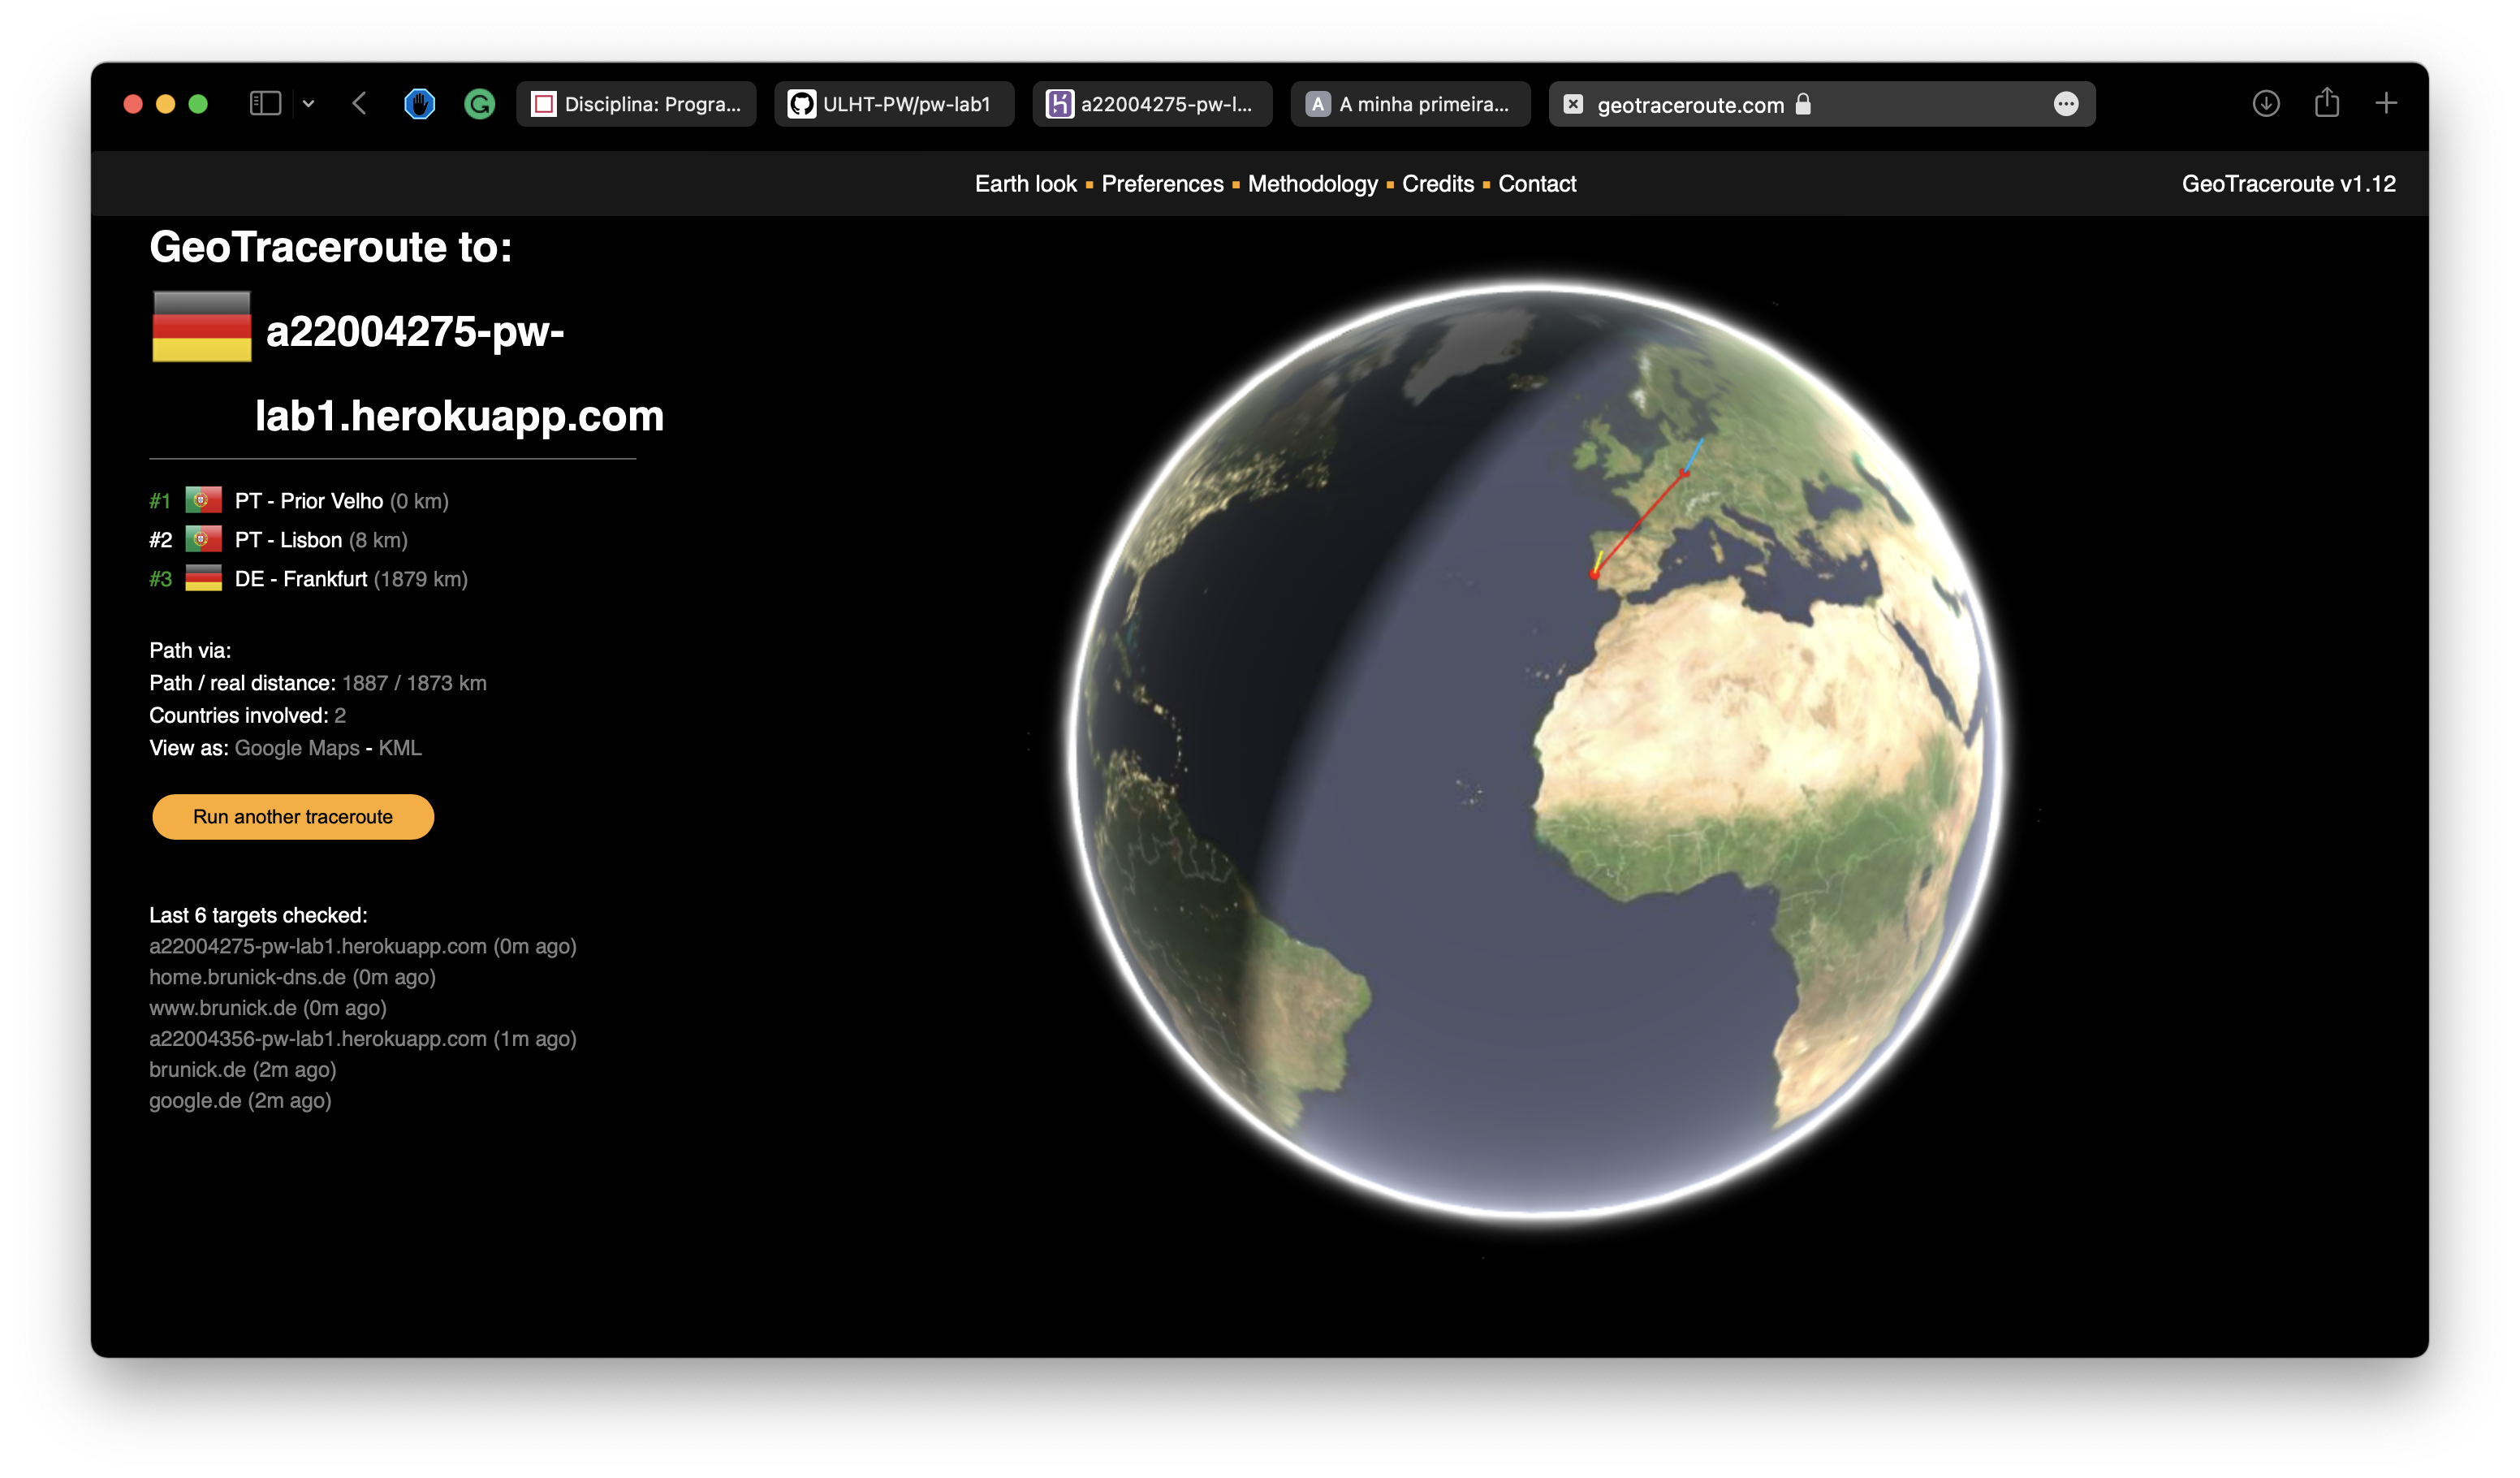 Disciplina: Progra...
ULHT-PW/pw-lab1
a22004275-pw-l...
A A minha primeira...
geotraceroute.com
Earth look ▪ Preferences ▪ Methodology ▪ Credits ▪ Contact
GeoTraceroute v1.12
GeoTraceroute to:
a22004275-pw-
lab1.herokuapp.com
#1 PT - Prior Velho (0 km)
#2 PT - Lisbon (8 km)
#3 DE - Frankfurt (1879 km)
Path via:
Path / real distance: 1887 / 1873 km
Countries involved: 2
View as: Google Maps - KML
Run another traceroute
Last 6 targets checked:
a22004275-pw-lab1.herokuapp.com (0m ago)
home.brunick-dns.de (0m ago)
www.brunick.de (0m ago)
a22004356-pw-lab1.herokuapp.com (1m ago)
brunick.de (2m ago)
google.de (2m ago)